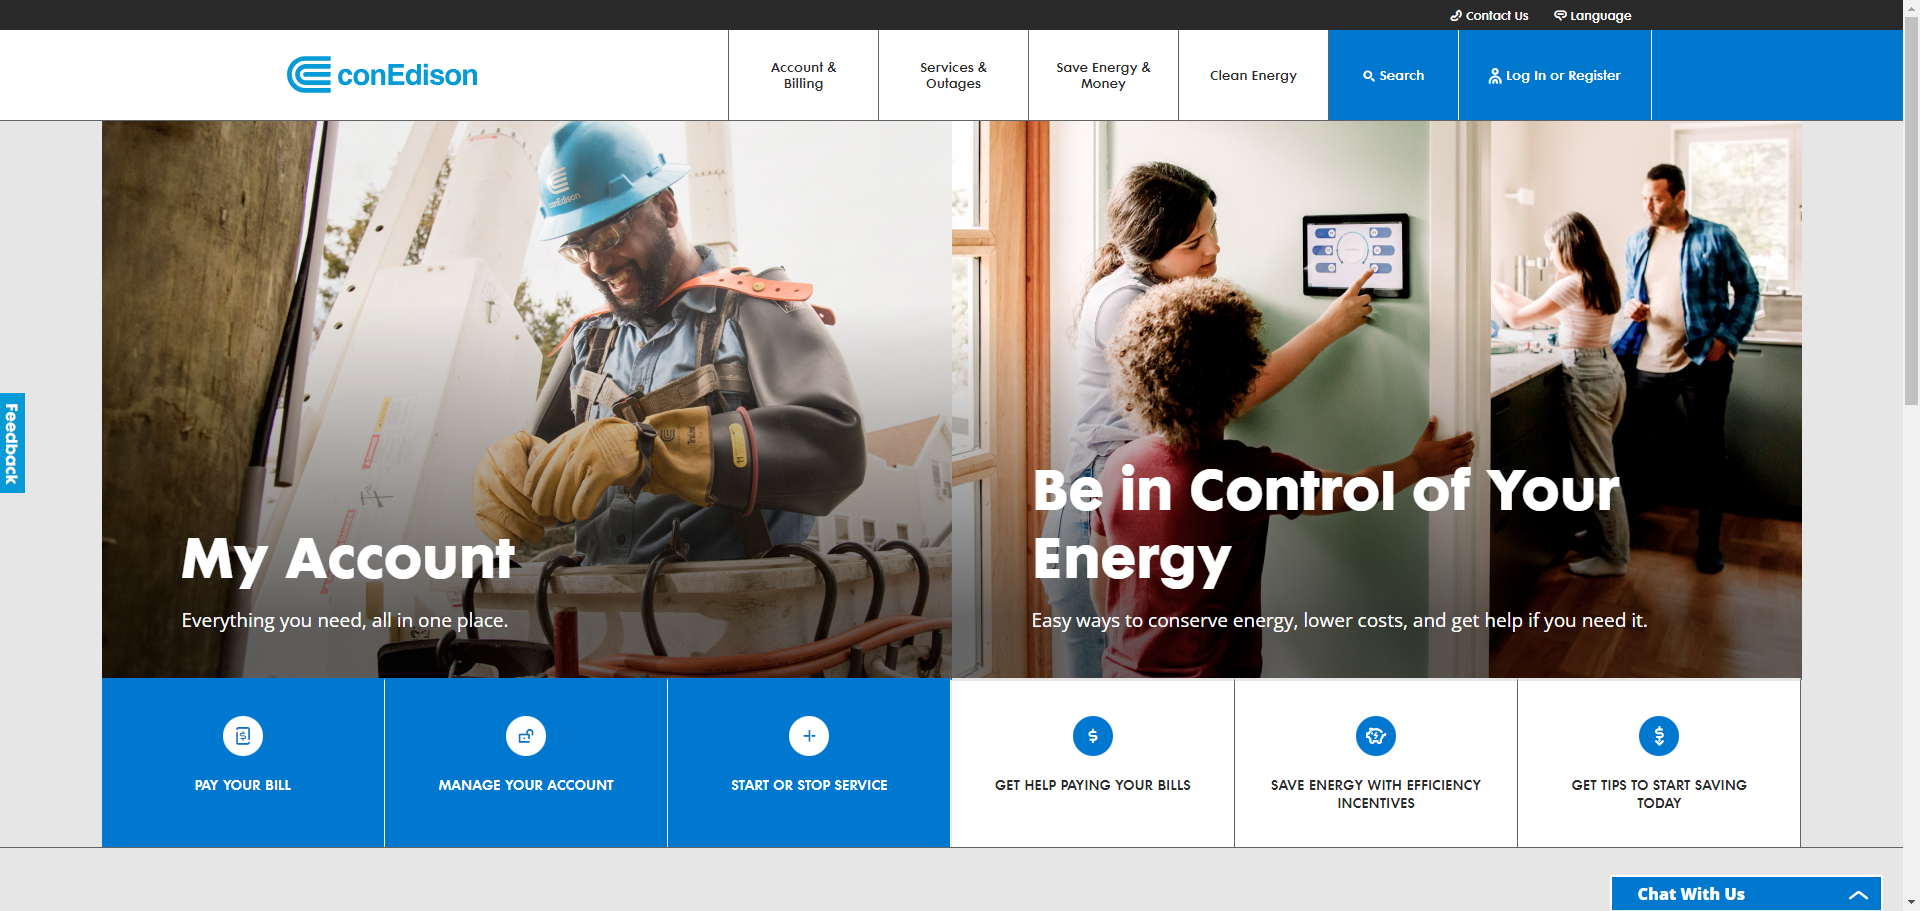 Contact Us
Language
conEdison
Account &
Billing
Services &
Outages
Save Energy &
Money
Clean Energy
Search
Log In or Register
Feedback
conEdison
My Account
Everything you need, all in one place.
Be in Control of Your
Energy
Easy ways to conserve energy, lower costs, and get help if you need it.
PAY YOUR BILL
MANAGE YOUR ACCOUNT
START OR STOP SERVICE
GET HELP PAYING YOUR BILLS
SAVE ENERGY WITH EFFICIENCY
INCENTIVES
GET TIPS TO START SAVING
TODAY
Chat With Us